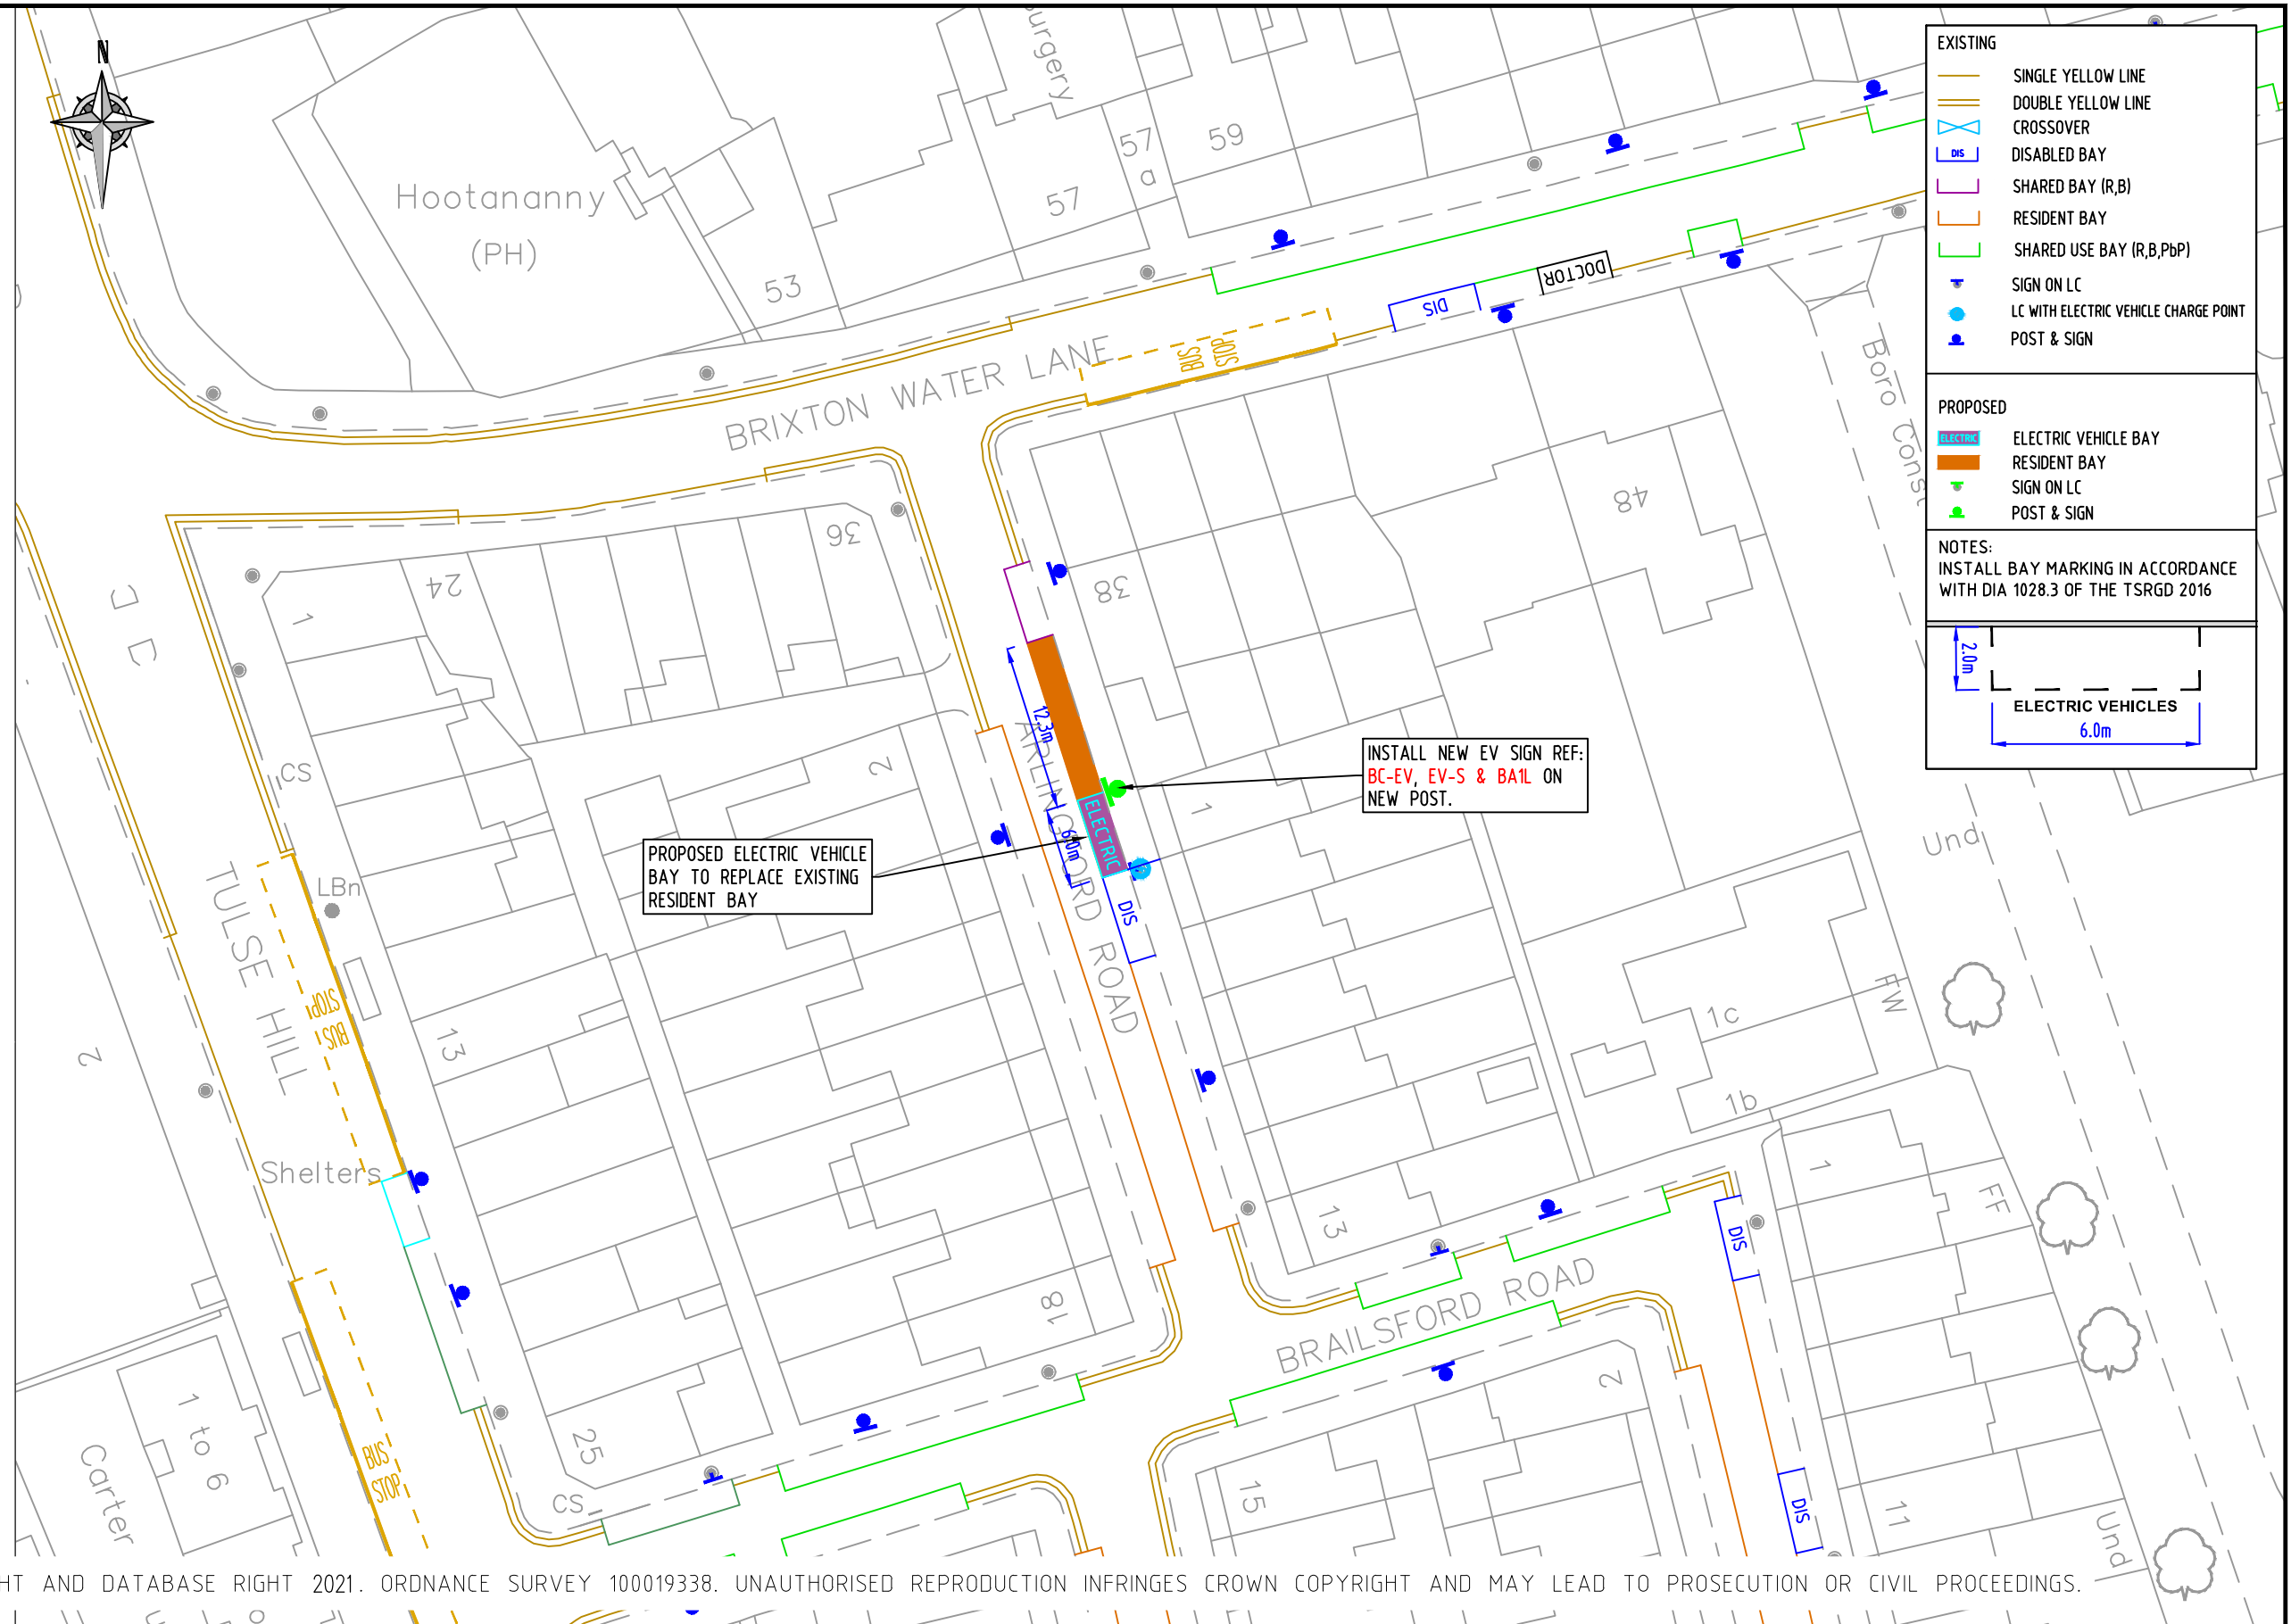 N
Hootananny
(PH)
Surgery
53
57
57
a
59
BRIXTON WATER LANE
BUS
STOP
DIS
DOCTOR
Boro Const
24
36
38
48
1
CS
LBn
TULSE HILL
BUS
STOP
2
13
Shelters
2
ARLINGFORD ROAD
12.3m
6.0m
ELECTRIC
DIS
1
INSTALL NEW EV SIGN REF:
BC-EV, EV-S & BA1L ON
NEW POST.
PROPOSED ELECTRIC VEHICLE
BAY TO REPLACE EXISTING
RESIDENT BAY
Und
FW
1c
1b
1
FF
13
DIS
BRAILSFORD ROAD
18
2
25
CS
15
DIS
11
Und
1 to 6
Carter
BUS
STOP
EXISTING
SINGLE YELLOW LINE
DOUBLE YELLOW LINE
CROSSOVER
DIS DISABLED BAY
SHARED BAY (R,B)
RESIDENT BAY
SHARED USE BAY (R,B,PbP)
SIGN ON LC
LC WITH ELECTRIC VEHICLE CHARGE POINT
POST & SIGN
PROPOSED
ELECTRIC ELECTRIC VEHICLE BAY
RESIDENT BAY
SIGN ON LC
POST & SIGN
NOTES:
INSTALL BAY MARKING IN ACCORDANCE
WITH DIA 1028.3 OF THE TSRGD 2016
2.0m
ELECTRIC VEHICLES
6.0m
HT AND DATABASE RIGHT 2021. ORDNANCE SURVEY 100019338. UNAUTHORISED REPRODUCTION INFRINGES CROWN COPYRIGHT AND MAY LEAD TO PROSECUTION OR CIVIL PROCEEDINGS.